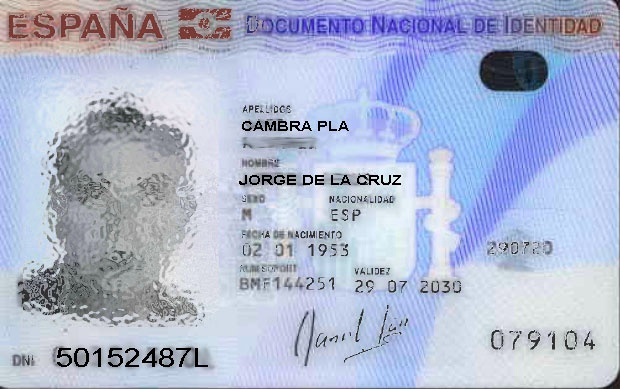 ESPAÑA DOCUMENTO NACIONAL DE IDENTIDAD
APELLIDOS
CAMBRA PLA
NOMBRE
JORGE DE LA CRUZ
SEXO NACIONALIDAD
M ESP
FECHA DE NACIMIENTO
02 01 1953
290720
NUM SOPORT VALIDEZ
BMF144251 29 07 2030
079104
DNI 50152487L